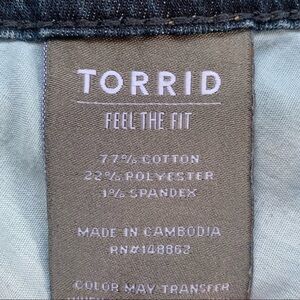 TORRID
FEEL THE FIT
77% COTTON
22% POLYESTER
1% SPANDEX
MADE IN CAMBODIA
RN#148862
COLOR MAY TRANSFER